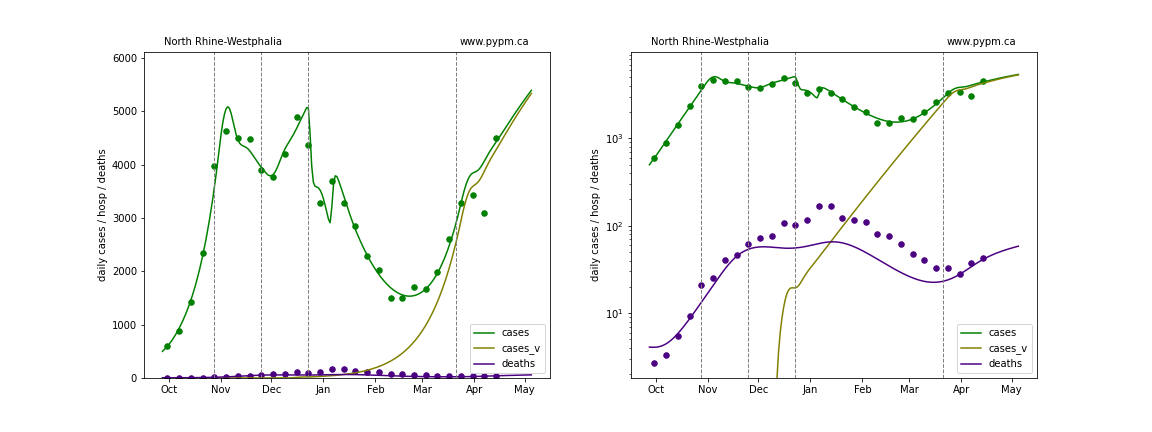 North Rhine-Westphalia www.pypm.ca
daily cases / hosp / deaths
6000
5000
4000
3000
2000
1000
0
Oct Nov Dec Jan Feb Mar Apr May
cases
cases_v
deaths
North Rhine-Westphalia www.pypm.ca
daily cases / hosp / deaths
10³
10²
10¹
Oct Nov Dec Jan Feb Mar Apr May
cases
cases_v
deaths